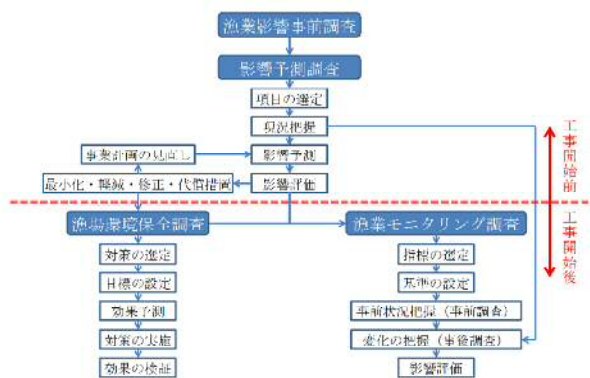 漁業影響事前調査
影響予測調査
項目の選定
現況把握
事業計画の見直し
影響予測
最小化・軽減・修正・代償措置
影響評価
工事開始前
漁場環境保全調査
漁業モニタリング調査
工事開始後
対策の選定
指標の選定
目標の設定
基準の設定
効果予測
事前状況把握（事前調査）
対策の実施
変化の把握（事後調査）
効果の検証
影響評価